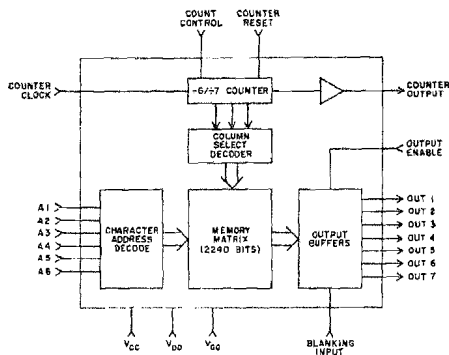 COUNT
CONTROL
COUNTER
RESET
COUNTER
CLOCK
÷6/÷7 COUNTER
COUNTER
OUTPUT
COLUMN
SELECT
DECODER
OUTPUT
ENABLE
A1
A2
A3
A4
A5
A6
CHARACTER
ADDRESS
DECODE
MEMORY
MATRIX
(2240 BITS)
OUTPUT
BUFFERS
OUT 1
OUT 2
OUT 3
OUT 4
OUT 5
OUT 6
OUT 7
VCC
VDD
VGG
BLANKING
INPUT